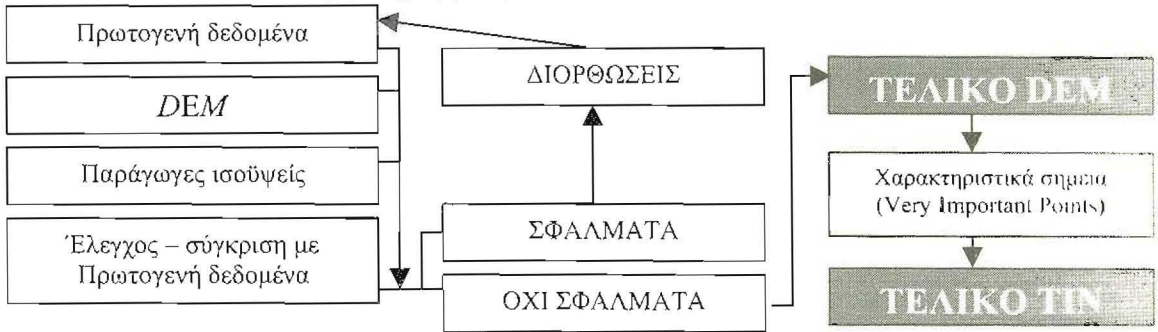 Πρωτογενή δεδομένα
DEM
Παράγωγες ισοϋψείς
Έλεγχος – σύγκριση με
Πρωτογενή δεδομένα
ΔΙΟΡΘΩΣΕΙΣ
ΣΦΑΛΜΑΤΑ
ΟΧΙ ΣΦΑΛΜΑΤΑ
ΤΕΛΙΚΟ DEM
Χαρακτηριστικά σημεία
(Very Important Points)
ΤΕΛΙΚΟ TIN